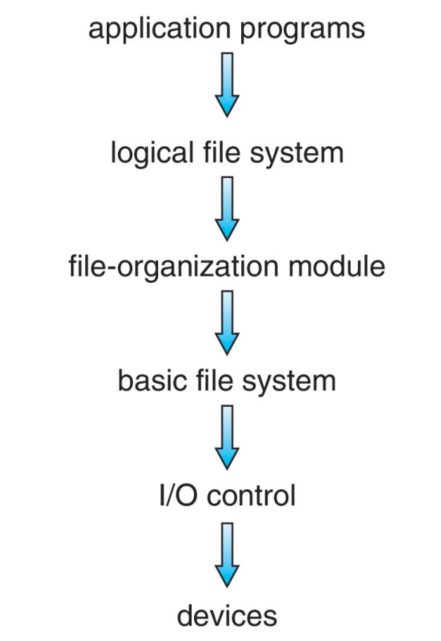 application programs
logical file system
file-organization module
basic file system
I/O control
devices